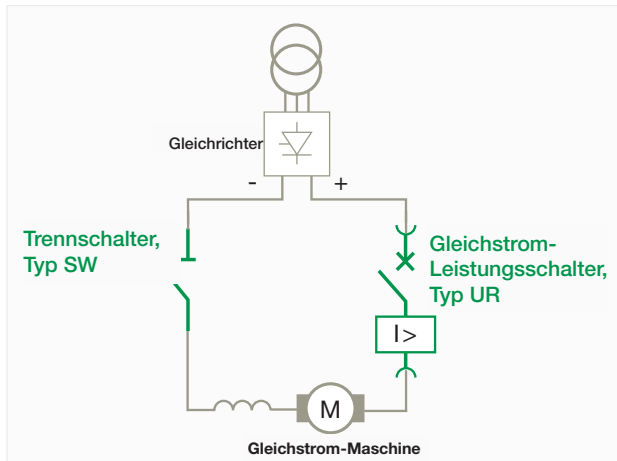 Gleichrichter
- +
Trennschalter,
Typ SW
Gleichstrom-
Leistungsschalter,
Typ UR
I>
M
Gleichstrom-Maschine